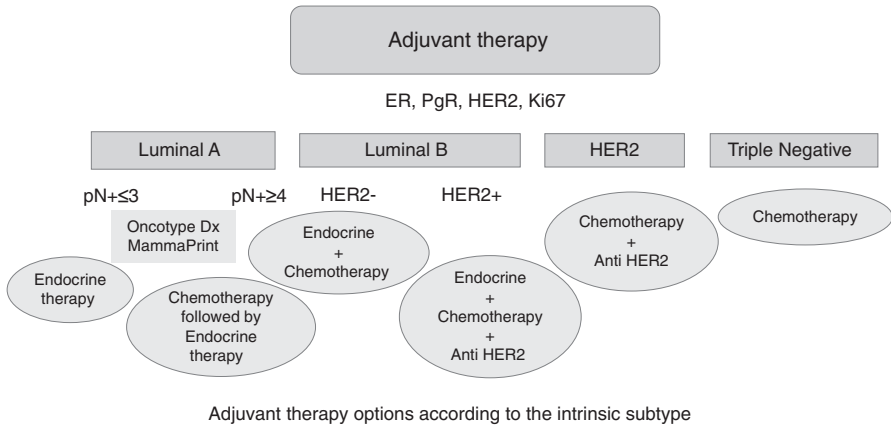 Adjuvant therapy
ER, PgR, HER2, Ki67
Luminal A
Luminal B
HER2
Triple Negative
pN+≤3
pN+≥4
HER2-
HER2+
Oncotype Dx
MammaPrint
Endocrine
therapy
Chemotherapy
followed by
Endocrine
therapy
Endocrine
+
Chemotherapy
Endocrine
+
Chemotherapy
+
Anti HER2
Chemotherapy
+
Anti HER2
Chemotherapy
Adjuvant therapy options according to the intrinsic subtype